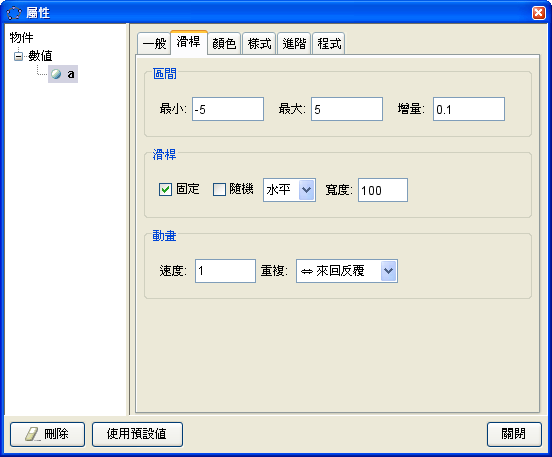 屬性
物件
數值
a
一般 滑桿 顏色 樣式 進階 程式
區間
最小: -5 最大: 5 增量: 0.1
滑桿
固定 隨機 水平 寬度: 100
動畫
速度: 1 重複: ⇔ 來回反覆
刪除 使用預設值 關閉